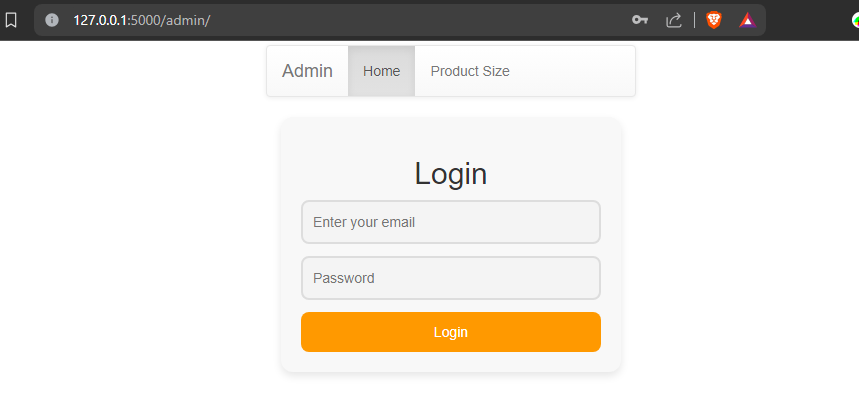 127.0.0.1:5000/admin/
Admin Home Product Size
Login
Enter your email
Password
Login